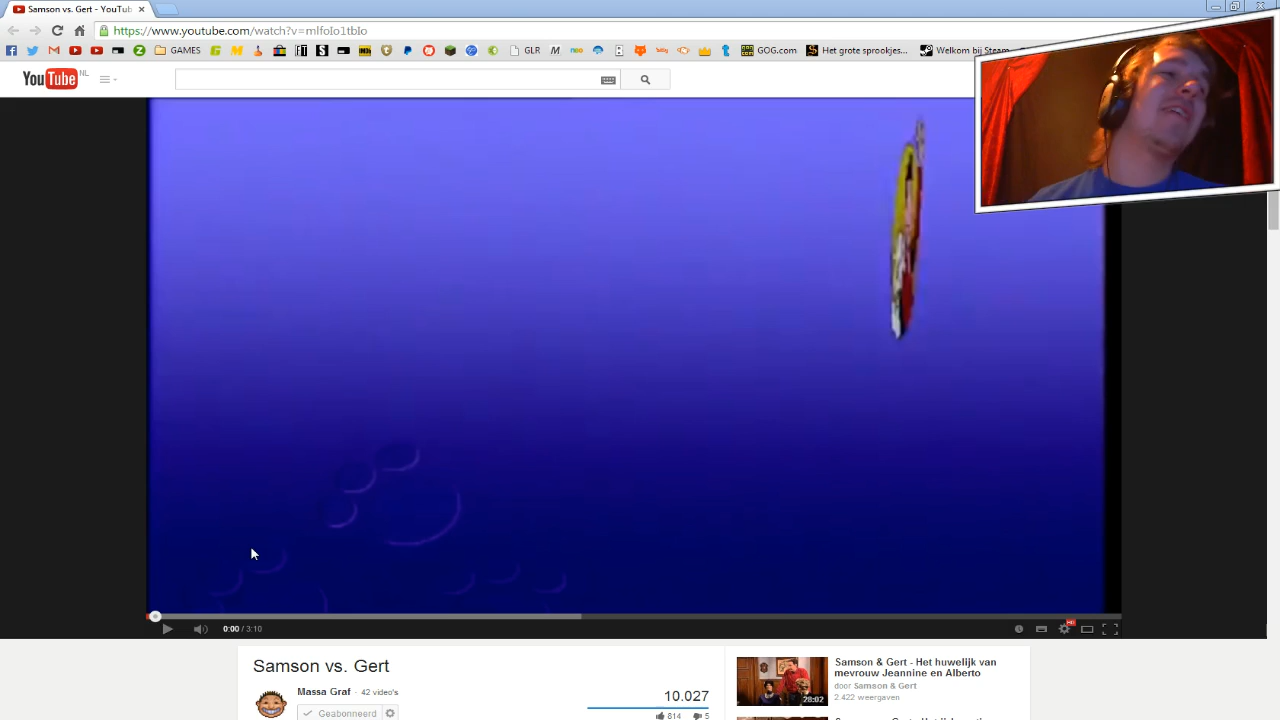 Samson vs. Gert - YouTub
https://www.youtube.com/watch?v=mlfolo1tblo
GAMES
GLR
GOG.com
Het grote sprookjes...
Welkom bij Steam
YouTube NL
0:00 / 3:10
Samson vs. Gert
Massa Graf · 42 video's
Geabonneerd
10.027
814
5
Samson & Gert - Het huwelijk van
mevrouw Jeannine en Alberto
door Samson & Gert
2.422 weergaven
28:02